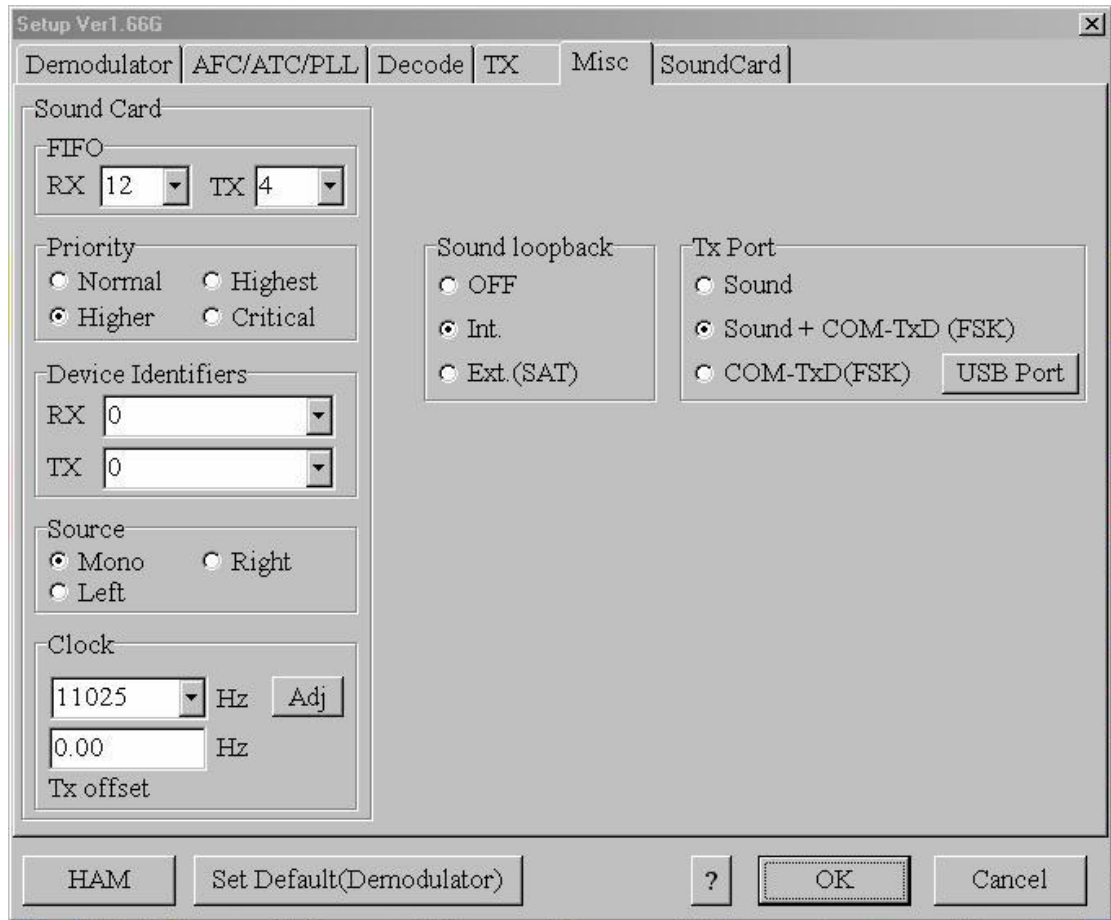 Setup Ver1.66G
Demodulator AFC/ATC/PLL Decode TX Misc SoundCard
Sound Card
FIFO
RX 12 TX 4
Priority
Normal Highest
Higher Critical
Device Identifiers
RX 0
TX 0
Source
Mono Right
Left
Clock
11025 Hz Adj
0.00 Hz
Tx offset
Sound loopback
OFF
Int.
Ext.(SAT)
Tx Port
Sound
Sound + COM-TxD (FSK)
COM-TxD(FSK) USB Port
HAM Set Default(Demodulator) ? OK Cancel